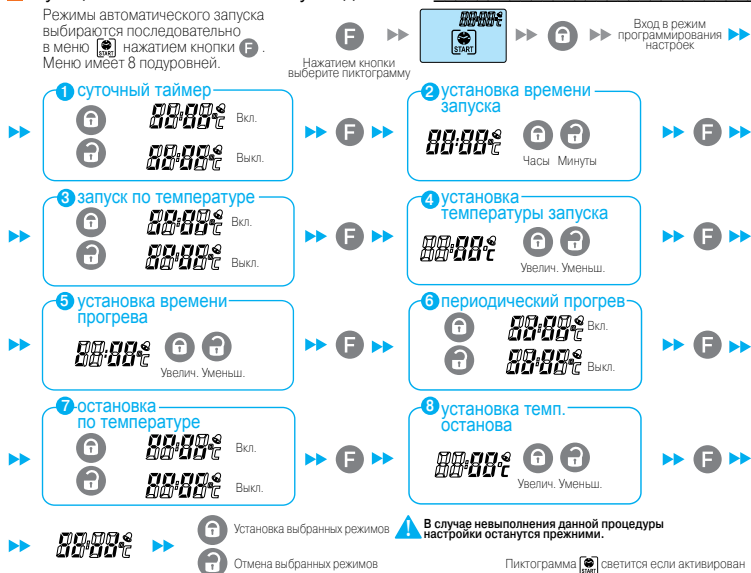 Режимы автоматического запуска
выбираются последовательно
в меню START нажатием кнопки F .
Меню имеет 8 подуровней.
F
Нажатием кнопки
выберите пиктограмму
START
Вход в режим
программирования
настроек
1 суточный таймер
Вкл.
Выкл.
F
2 установка времени
запуска
Часы Минуты
F
3 запуск по температуре
Вкл.
Выкл.
F
4 установка
температуры запуска
Увелич. Уменьш.
F
5 установка времени
прогрева
Увелич. Уменьш.
F
6 периодический прогрев
Вкл.
Выкл.
F
7 остановка
по температуре
Вкл.
Выкл.
F
8 установка темп.
останова
Увелич. Уменьш.
F
Установка выбранных режимов
Отмена выбранных режимов
! В случае невыполнения данной процедуры
настройки останутся прежними.
Пиктограмма START светится если активирован